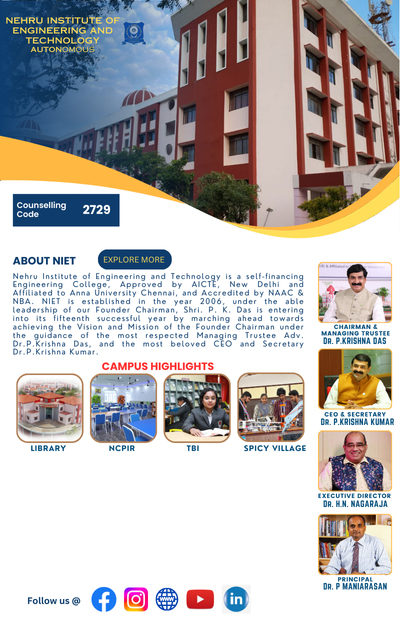 NEHRU INSTITUTE OF
ENGINEERING AND
TECHNOLOGY
AUTONOMOUS
Counselling
Code
2729
ABOUT NIET
EXPLORE MORE
Nehru Institute of Engineering and Technology is a self-financing
Engineering College, Approved by AICTE, New Delhi and
Affiliated to Anna University Chennai, and Accredited by NAAC &
NBA. NIET is established in the year 2006, under the able
leadership of our Founder Chairman, Shri. P. K. Das is entering
into its fifteenth successful year by marching ahead towards
achieving the Vision and Mission of the Founder Chairman under
the guidance of the most respected Managing Trustee Adv.
Dr.P.Krishna Das, and the most beloved CEO and Secretary
Dr.P.Krishna Kumar.
CAMPUS HIGHLIGHTS
LIBRARY
NCPIR
TBI
SPICY VILLAGE
CHAIRMAN &
MANAGING TRUSTEE
DR. P.KRISHNA DAS
CEO & SECRETARY
DR. P.KRISHNA KUMAR
EXECUTIVE DIRECTOR
DR. H.N. NAGARAJA
PRINCIPAL
DR. P MANIARASAN
Follow us @